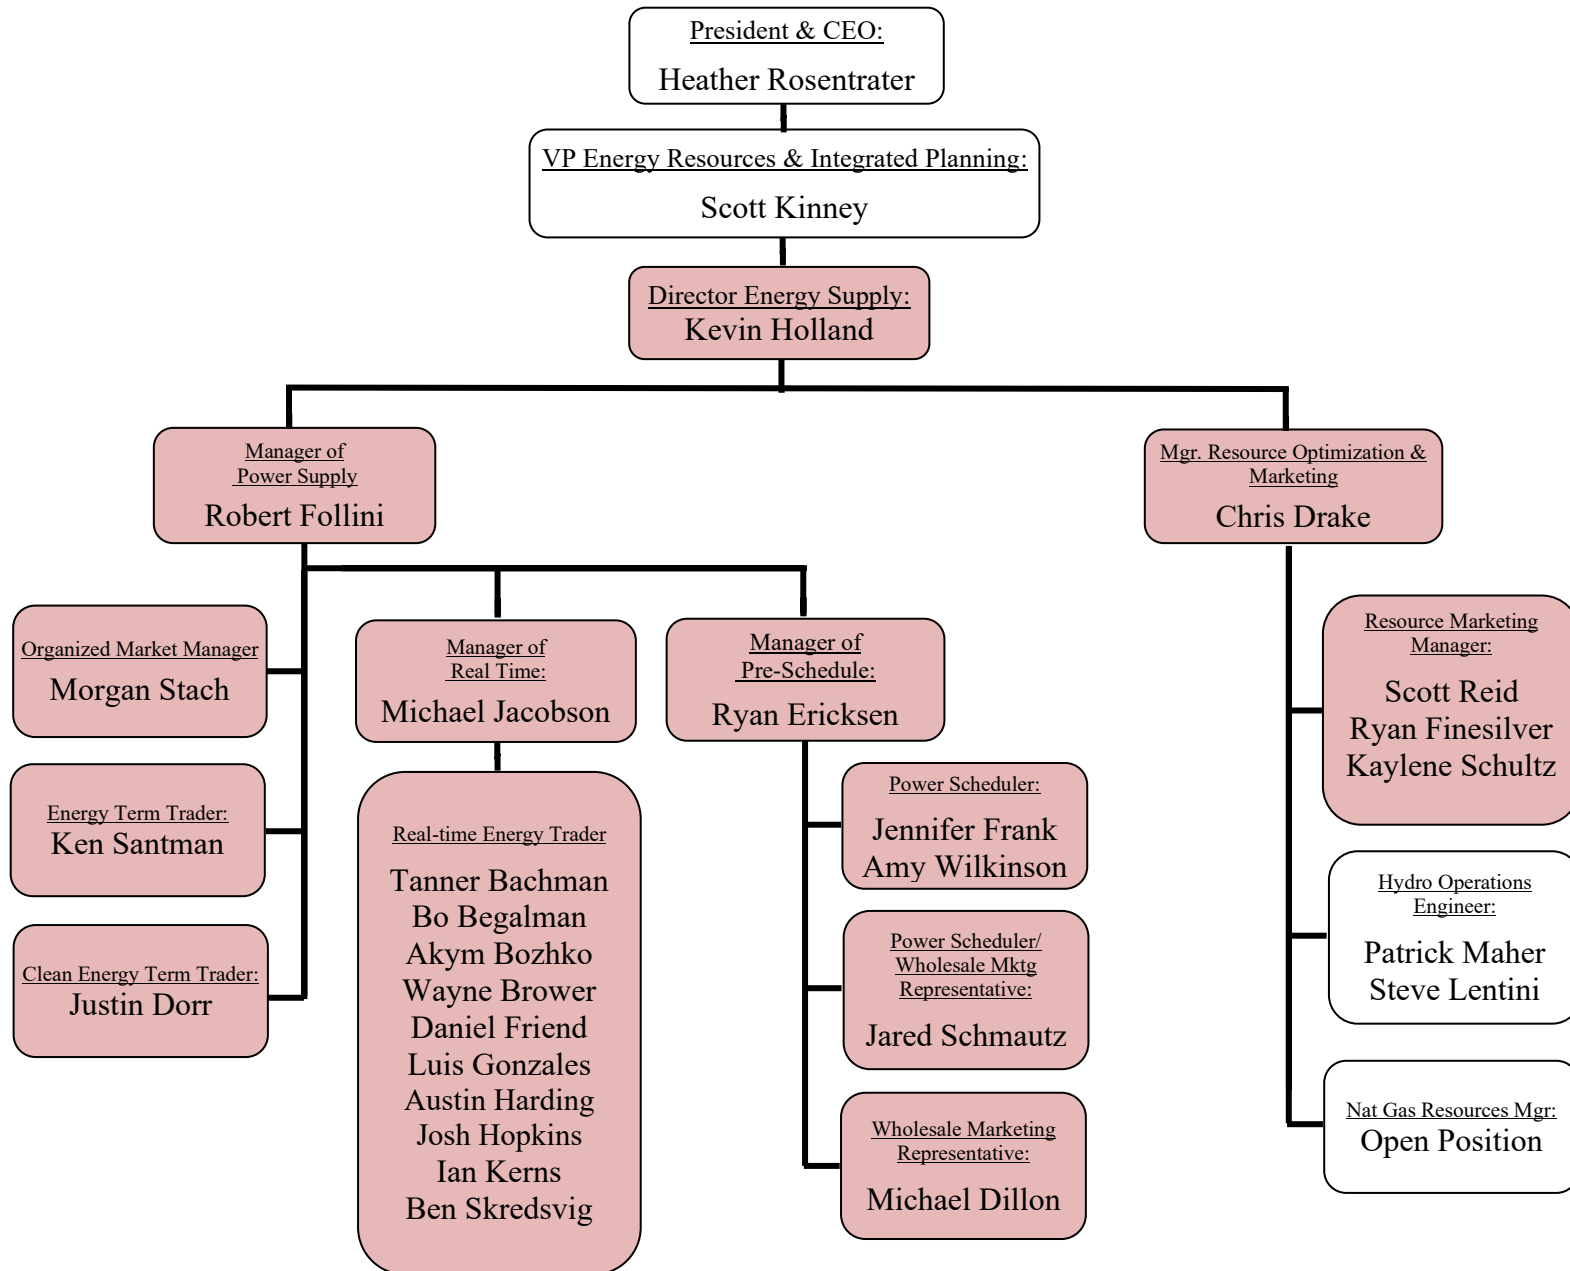 President & CEO:
Heather Rosentrater
VP Energy Resources & Integrated Planning:
Scott Kinney
Director Energy Supply:
Kevin Holland
Manager of
Power Supply
Robert Follini
Mgr. Resource Optimization &
Marketing
Chris Drake
Organized Market Manager
Morgan Stach
Energy Term Trader:
Ken Santman
Clean Energy Term Trader:
Justin Dorr
Manager of
Real Time:
Michael Jacobson
Real-time Energy Trader
Tanner Bachman
Bo Begalman
Akym Bozhko
Wayne Brower
Daniel Friend
Luis Gonzales
Austin Harding
Josh Hopkins
Ian Kerns
Ben Skredsvig
Manager of
Pre-Schedule:
Ryan Ericksen
Power Scheduler:
Jennifer Frank
Amy Wilkinson
Power Scheduler/
Wholesale Mktg
Representative:
Jared Schmautz
Wholesale Marketing
Representative:
Michael Dillon
Resource Marketing
Manager:
Scott Reid
Ryan Finesilver
Kaylene Schultz
Hydro Operations
Engineer:
Patrick Maher
Steve Lentini
Nat Gas Resources Mgr:
Open Position